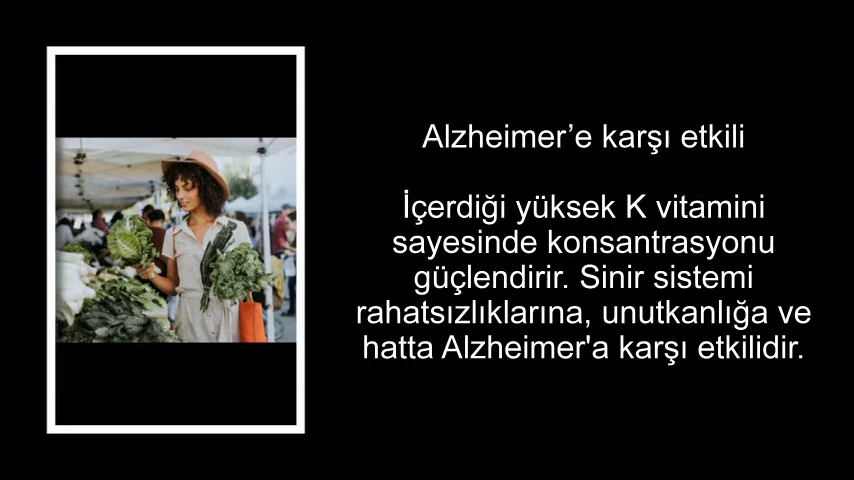 Alzheimer’e karşı etkili
İçerdiği yüksek K vitamini
sayesinde konsantrasyonu
güçlendirir. Sinir sistemi
rahatsızlıklarına, unutkanlığa ve
hatta Alzheimer'a karşı etkilidir.